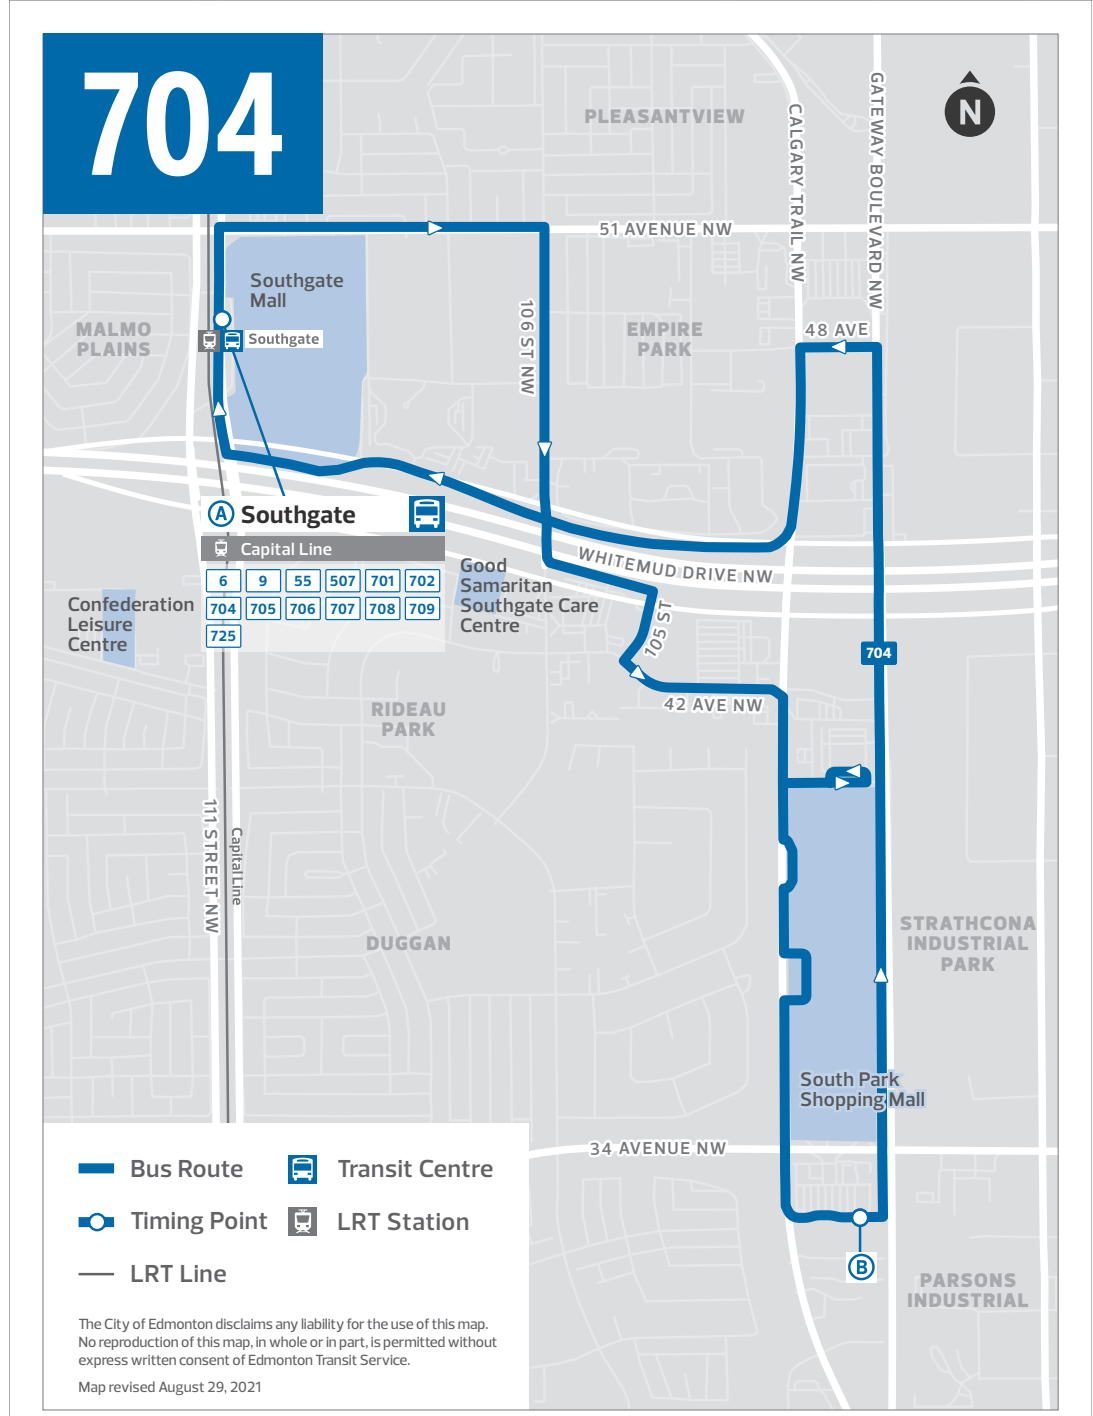 704
N
PLEASANTVIEW
CALGARY TRAIL NW
GATEWAY BOULEVARD NW
51 AVENUE NW
Southgate
Mall
MALMO
PLAINS
106 ST NW
EMPIRE
PARK
48 AVE
Southgate
A Southgate
Capital Line
6 9 55 507 701 702
704 705 706 707 708 709
725
WHITEMUD DRIVE NW
Good
Samaritan
Southgate Care
Centre
Confederation
Leisure
Centre
105 ST
704
42 AVE NW
RIDEAU
PARK
111 STREET NW
Capital Line
DUGGAN
STRATHCONA
INDUSTRIAL
PARK
South Park
Shopping Mall
34 AVENUE NW
B
PARSONS
INDUSTRIAL
Bus Route
Transit Centre
Timing Point
LRT Station
LRT Line
The City of Edmonton disclaims any liability for the use of this map.
No reproduction of this map, in whole or in part, is permitted without
express written consent of Edmonton Transit Service.
Map revised August 29, 2021